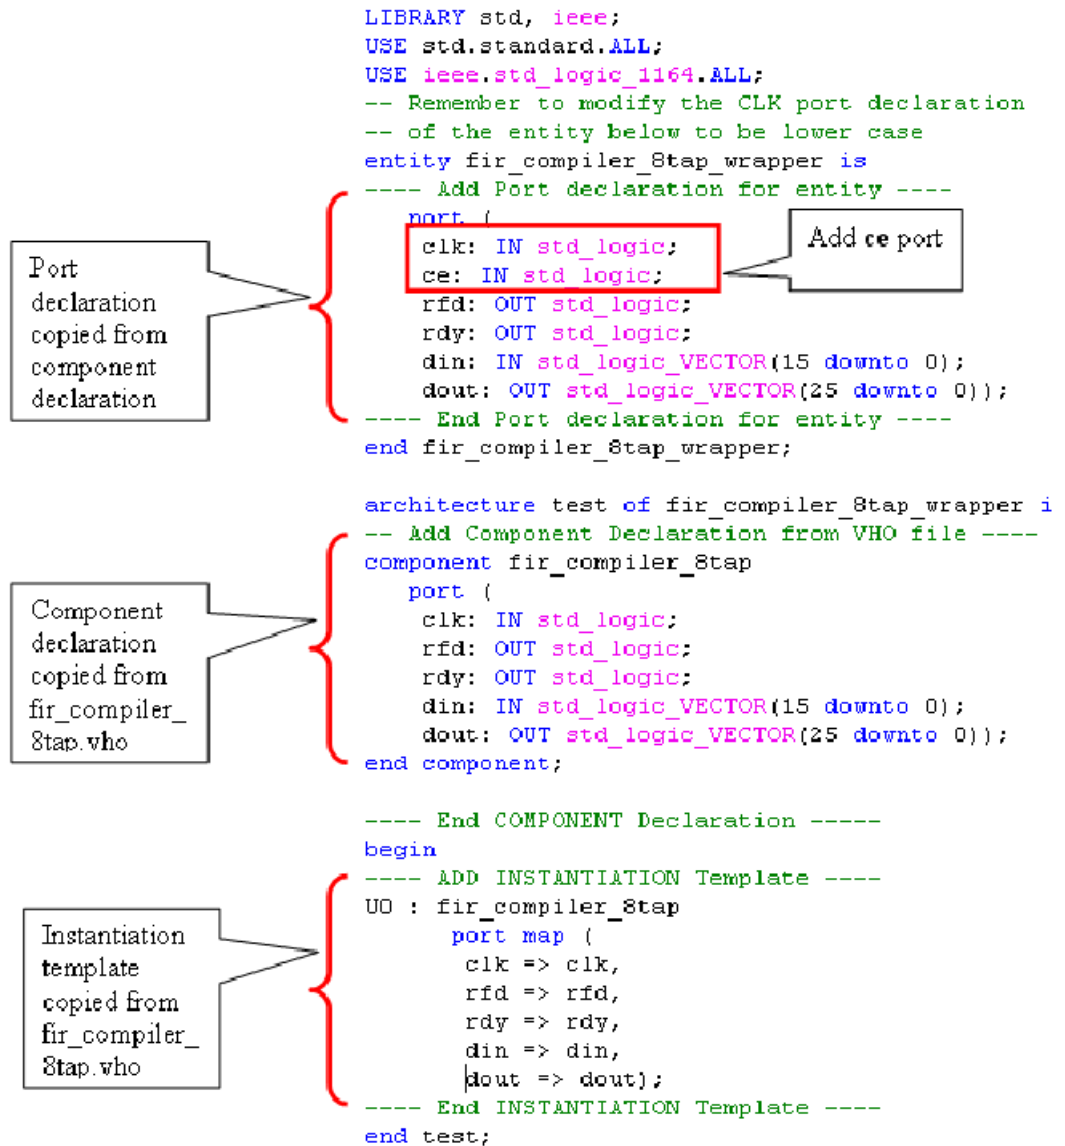 LIBRARY std, ieee;
USE std.standard.ALL;
USE ieee.std_logic_1164.ALL;
-- Remember to modify the CLK port declaration
-- of the entity below to be lower case
entity fir_compiler_8tap_wrapper is
---- Add Port declaration for entity ----
port (
clk: IN std_logic;
ce: IN std_logic;
rfd: OUT std_logic;
rdy: OUT std_logic;
din: IN std_logic_VECTOR(15 downto 0);
dout: OUT std_logic_VECTOR(25 downto 0));
---- End Port declaration for entity ----
end fir_compiler_8tap_wrapper;
Add ce port
Port
declaration
copied from
component
declaration
architecture test of fir_compiler_8tap_wrapper i
-- Add Component Declaration from VHO file ----
component fir_compiler_8tap
port (
clk: IN std_logic;
rfd: OUT std_logic;
rdy: OUT std_logic;
din: IN std_logic_VECTOR(15 downto 0);
dout: OUT std_logic_VECTOR(25 downto 0));
end component;
Component
declaration
copied from
fir_compiler_
8tap.vho
---- End COMPONENT Declaration -----
begin
---- ADD INSTANTIATION Template ----
U0 : fir_compiler_8tap
port map (
clk => clk,
rfd => rfd,
rdy => rdy,
din => din,
dout => dout);
---- End INSTANTIATION Template ----
end test;
Instantiation
template
copied from
fir_compiler_
8tap.vho